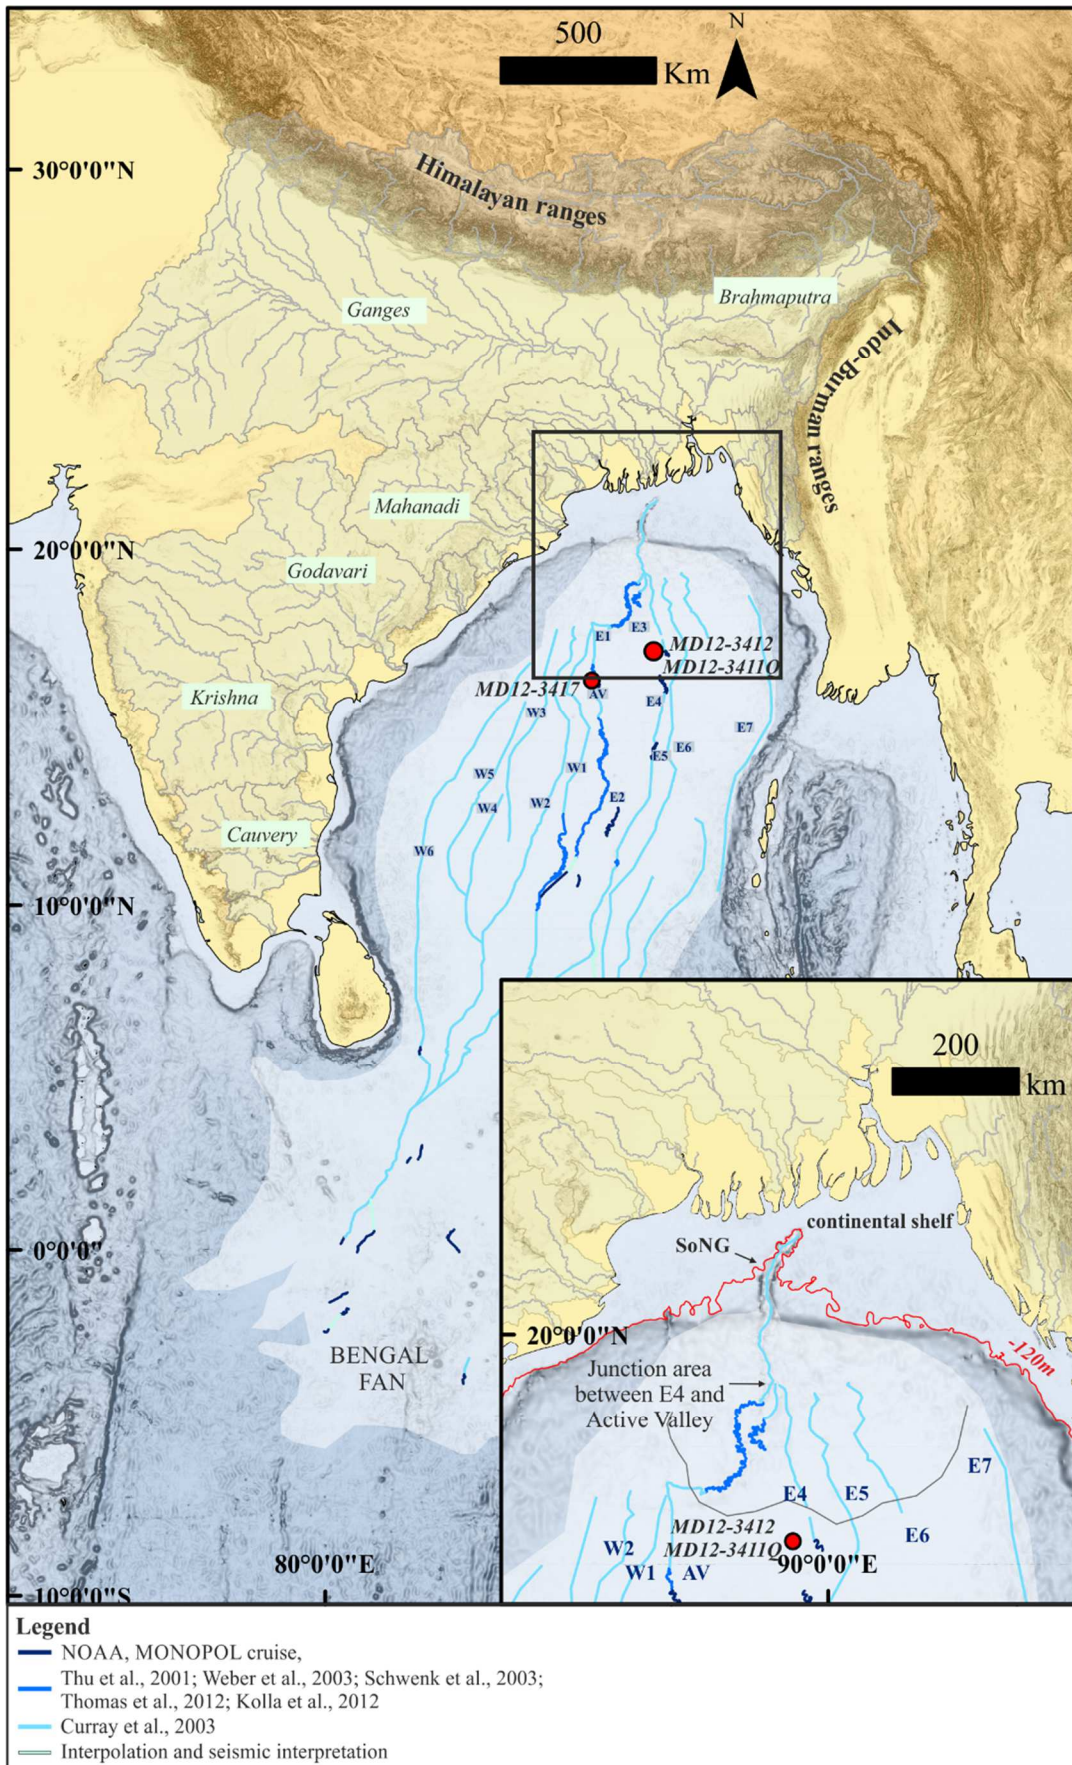 500
Km
N
30°0'0"N
Himalayan ranges
Ganges
Brahmaputra
Indo-Burman ranges
Mahanadi
20°0'0"N
Godavari
E1
E3
MD12-3412
MD12-3411Q
MD12-3417
AV
Krishna
E4
W3
E7
E6
E5
W5
W1
W4
W2
E2
Cauvery
W6
10°0'0"N
0°0'0"
BENGAL
FAN
80°0'0"E
10°0'0"S
200
km
continental shelf
SoNG
20°0'0"N
-120m
Junction area
between E4 and
Active Valley
E7
E4
E5
E6
MD12-3412
MD12-3411Q
W2
W1
AV
90°0'0"E
Legend
NOAA, MONOPOL cruise,
Thu et al., 2001; Weber et al., 2003; Schwenk et al., 2003;
Thomas et al., 2012; Kolla et al., 2012
Curray et al., 2003
Interpolation and seismic interpretation